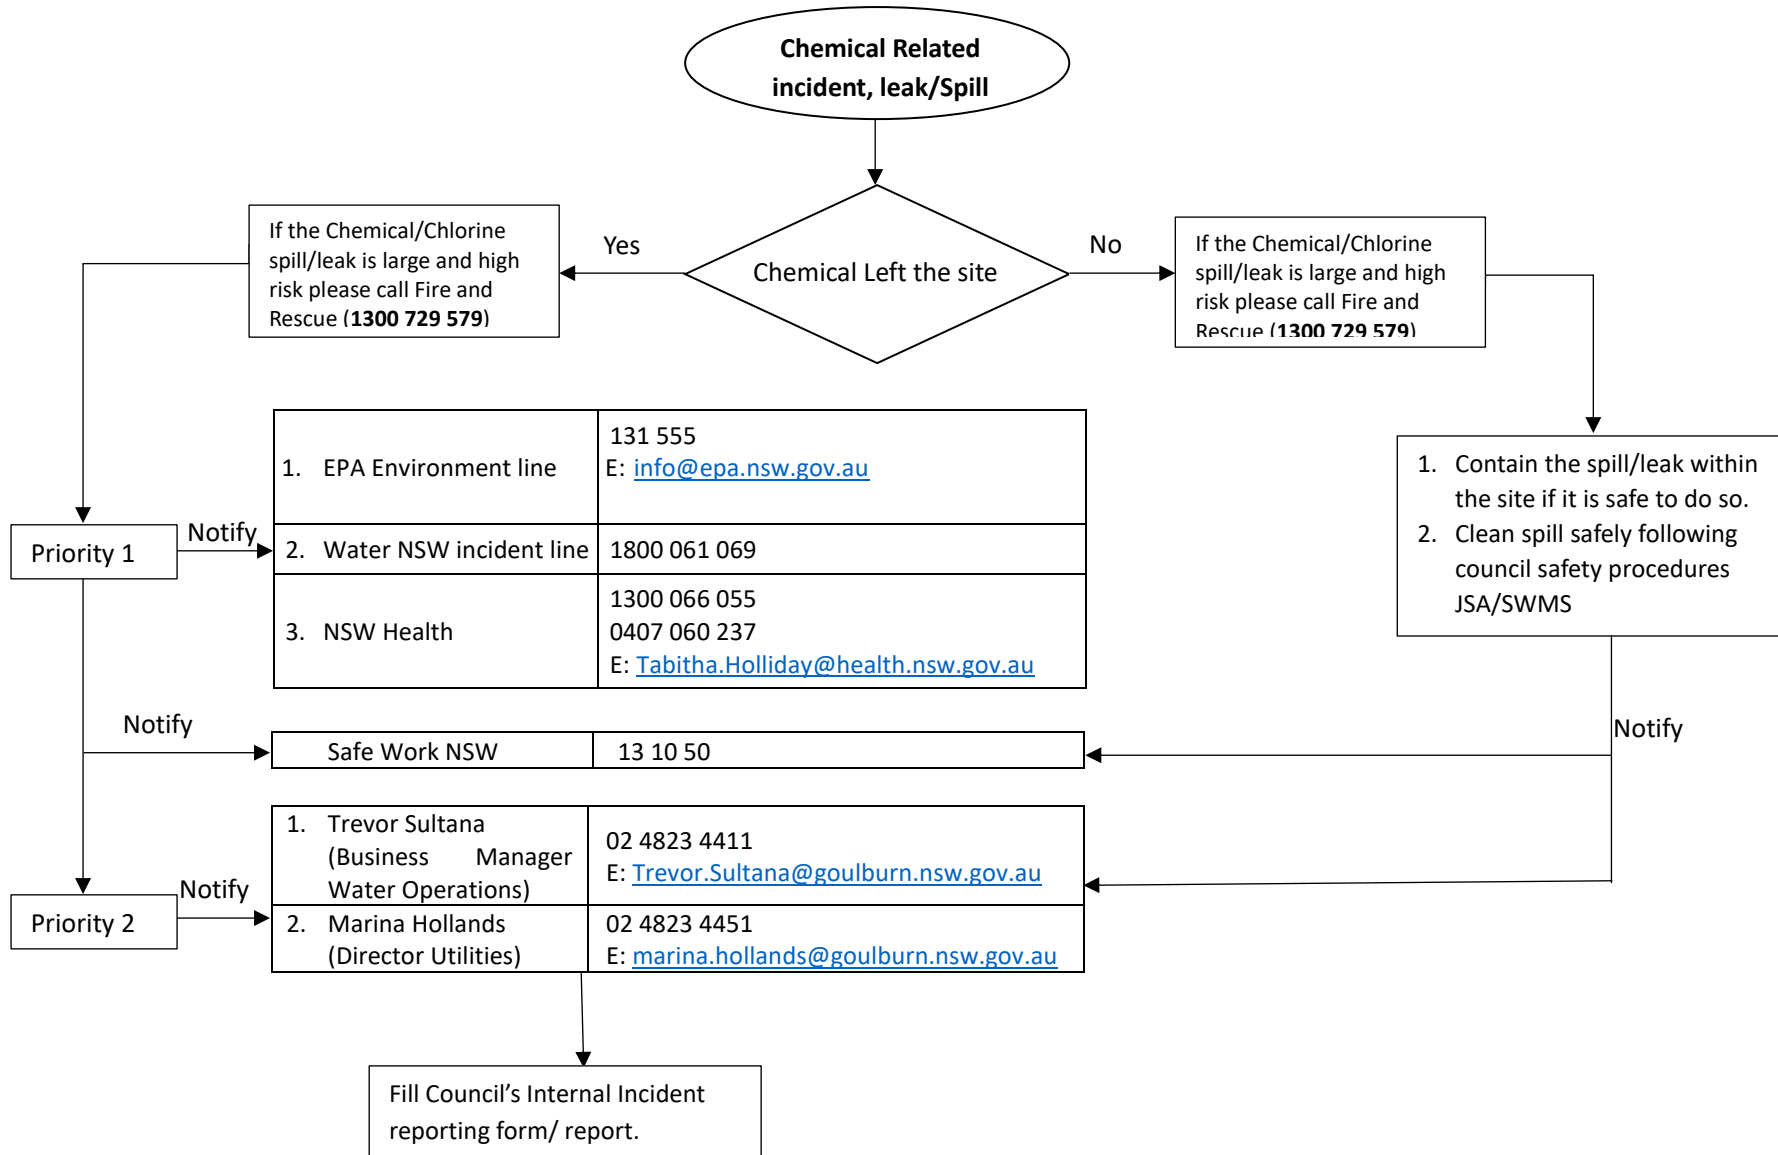 Chemical Related
incident, leak/Spill
If the Chemical/Chlorine
spill/leak is large and high
risk please call Fire and
Rescue (1300 729 579)
Yes
Chemical Left the site
No
If the Chemical/Chlorine
spill/leak is large and high
risk please call Fire and
Rescue (1300 729 579)
1. EPA Environment line
131 555
E: info@epa.nsw.gov.au
Priority 1
Notify
2. Water NSW incident line
1800 061 069
3. NSW Health
1300 066 055
0407 060 237
E: Tabitha.Holliday@health.nsw.gov.au
1. Contain the spill/leak within
the site if it is safe to do so.
2. Clean spill safely following
council safety procedures
JSA/SWMS
Notify
Safe Work NSW
13 10 50
Notify
1. Trevor Sultana
(Business Manager
Water Operations)
02 4823 4411
E: Trevor.Sultana@goulburn.nsw.gov.au
Priority 2
Notify
2. Marina Hollands
(Director Utilities)
02 4823 4451
E: marina.hollands@goulburn.nsw.gov.au
Fill Council’s Internal Incident
reporting form/ report.